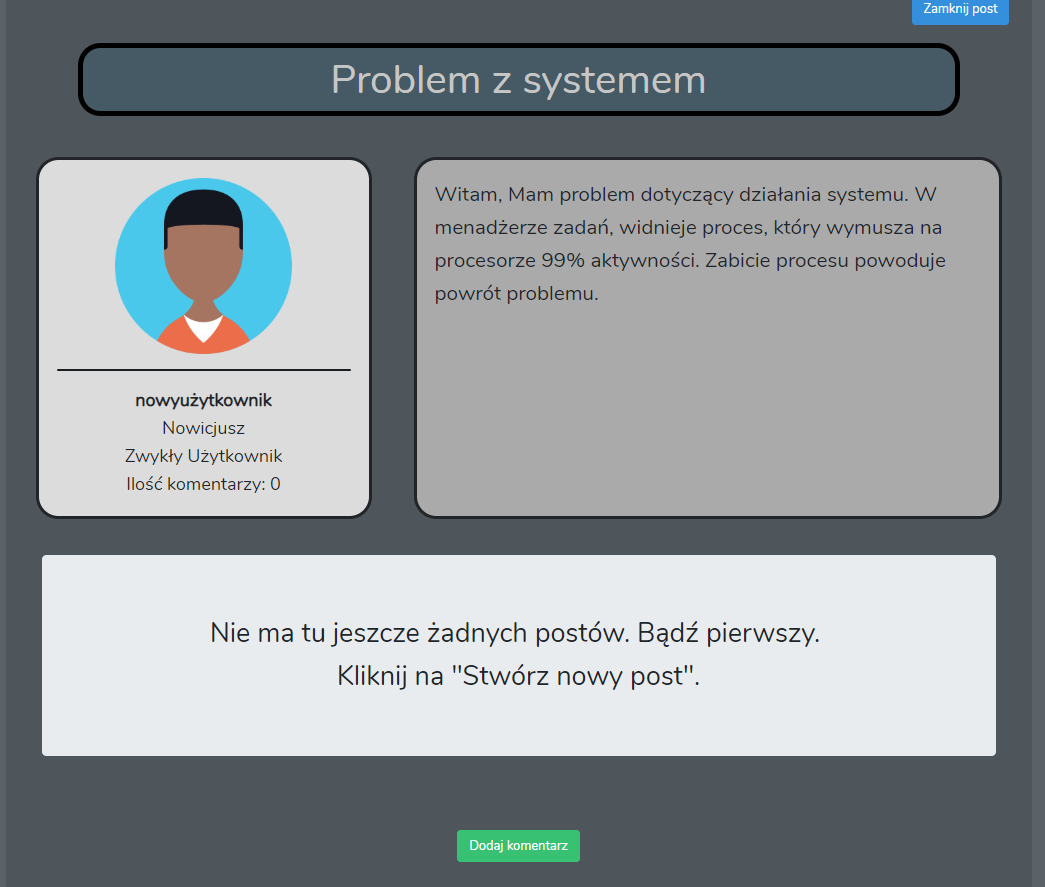 Zamknij post
Problem z systemem
Witam, Mam problem dotyczący działania systemu. W
menadżerze zadań, widnieje proces, który wymusza na
procesorze 99% aktywności. Zabicie procesu powoduje
powrót problemu.
nowyużytkownik
Nowicjusz
Zwykły Użytkownik
Ilość komentarzy: 0
Nie ma tu jeszcze żadnych postów. Bądź pierwszy.
Kliknij na "Stwórz nowy post".
Dodaj komentarz